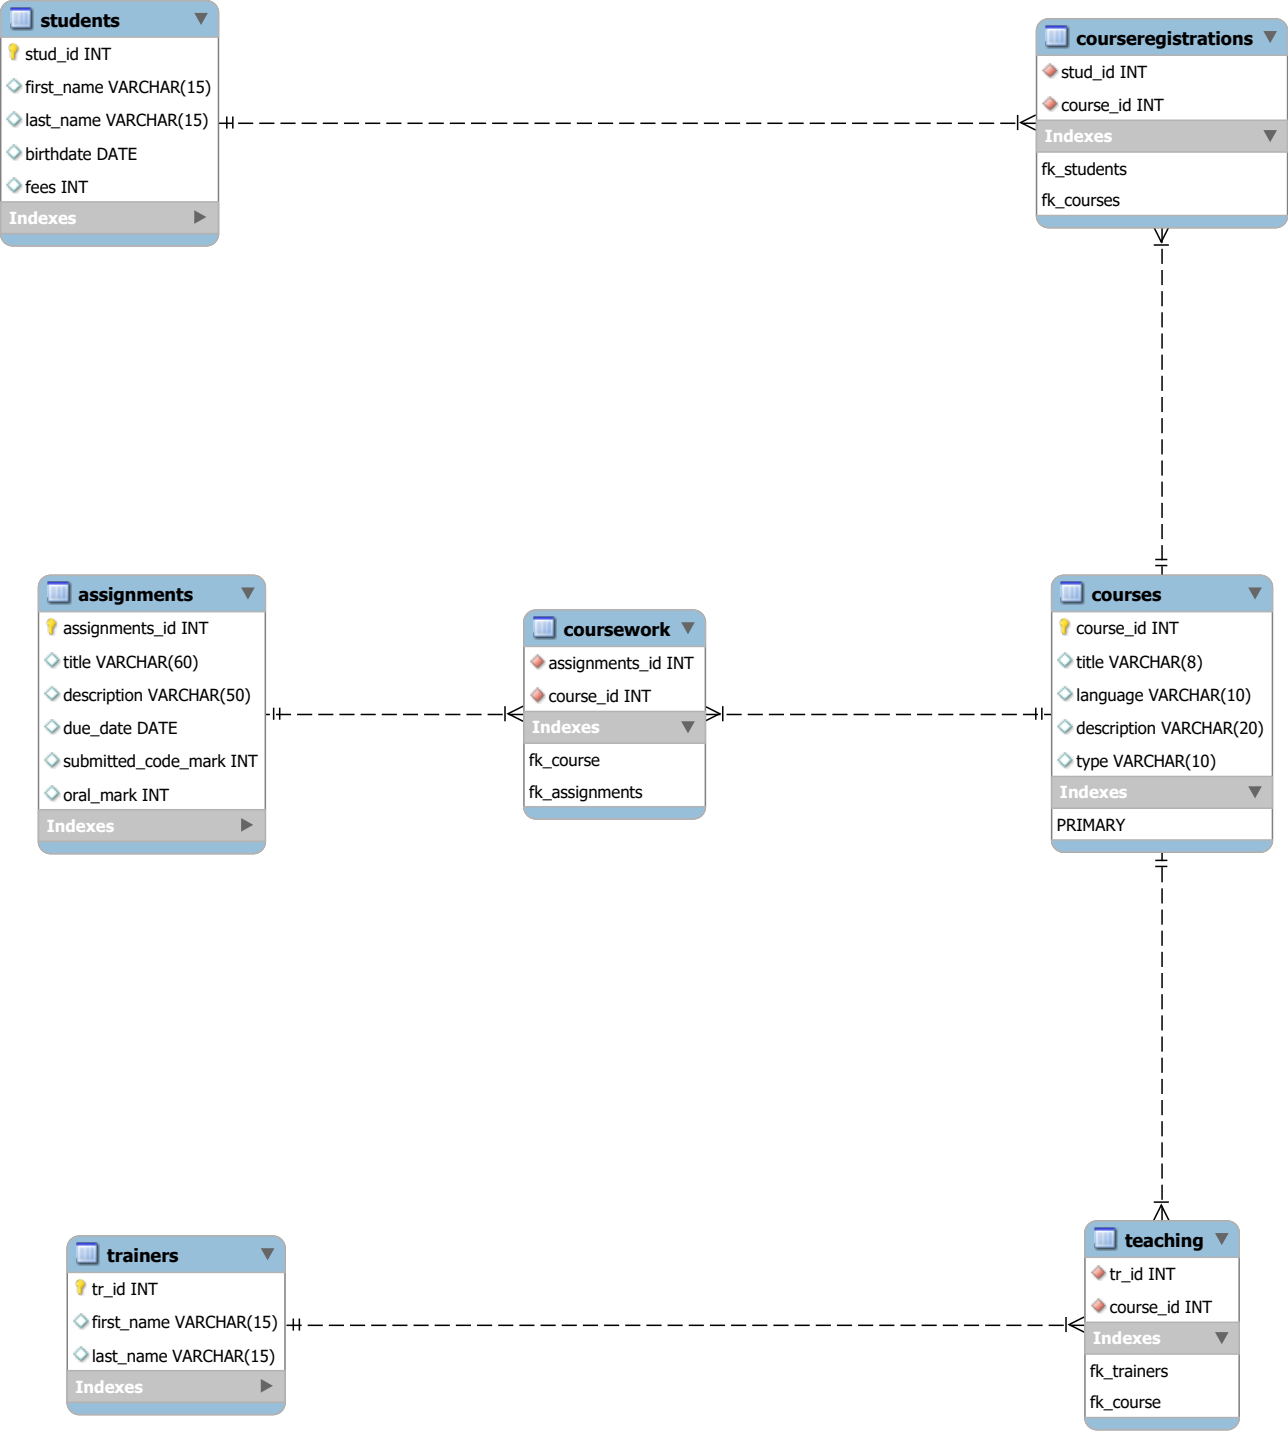 students
stud_id INT
first_name VARCHAR(15)
last_name VARCHAR(15)
birthdate DATE
fees INT
Indexes
courseregistrations
stud_id INT
course_id INT
Indexes
fk_students
fk_courses
assignments
assignments_id INT
title VARCHAR(60)
description VARCHAR(50)
due_date DATE
submitted_code_mark INT
oral_mark INT
Indexes
coursework
assignments_id INT
course_id INT
Indexes
fk_course
fk_assignments
courses
course_id INT
title VARCHAR(8)
language VARCHAR(10)
description VARCHAR(20)
type VARCHAR(10)
Indexes
PRIMARY
trainers
tr_id INT
first_name VARCHAR(15)
last_name VARCHAR(15)
Indexes
teaching
tr_id INT
course_id INT
Indexes
fk_trainers
fk_course